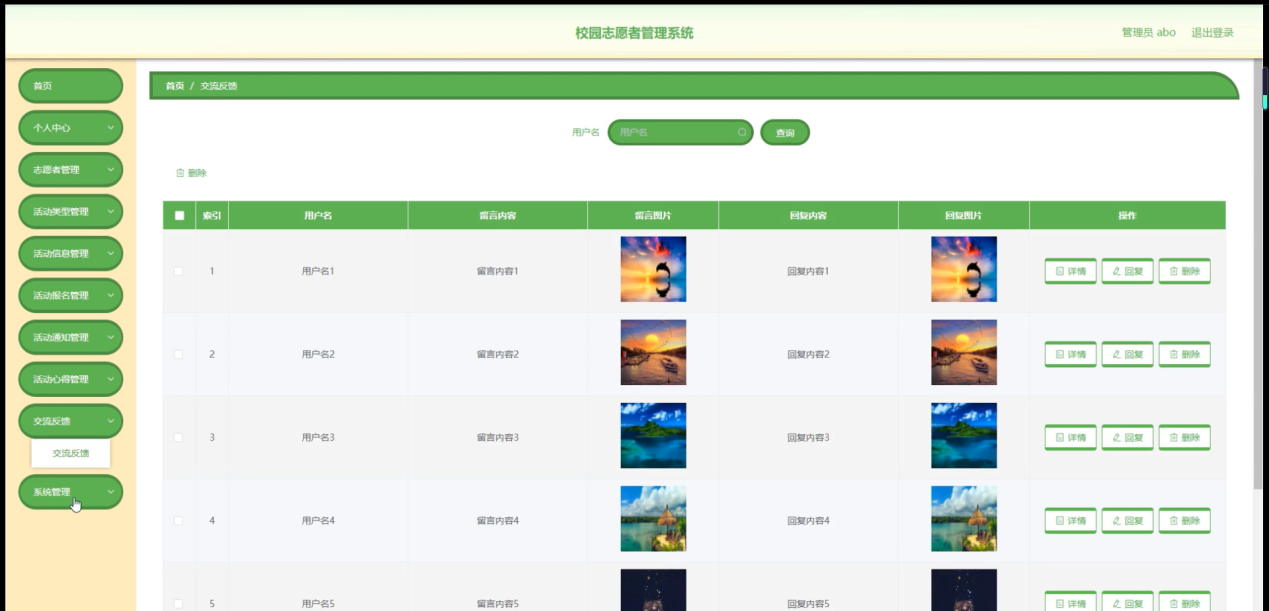 校园志愿者管理系统
管理员 abo 退出登录
首页
个人中心
志愿者管理
活动类型管理
活动信息管理
活动报名管理
活动通知管理
活动心得管理
交流反馈
交流反馈
系统管理
首页 / 交流反馈
用户名 用户名 查询
删除
索引 用户名 留言内容 留言图片 回复内容 回复图片 操作
1 用户名1 留言内容1 回复内容1 详情 回复 删除
2 用户名2 留言内容2 回复内容2 详情 回复 删除
3 用户名3 留言内容3 回复内容3 详情 回复 删除
4 用户名4 留言内容4 回复内容4 详情 回复 删除
5 用户名5 留言内容5 回复内容5 详情 回复 删除